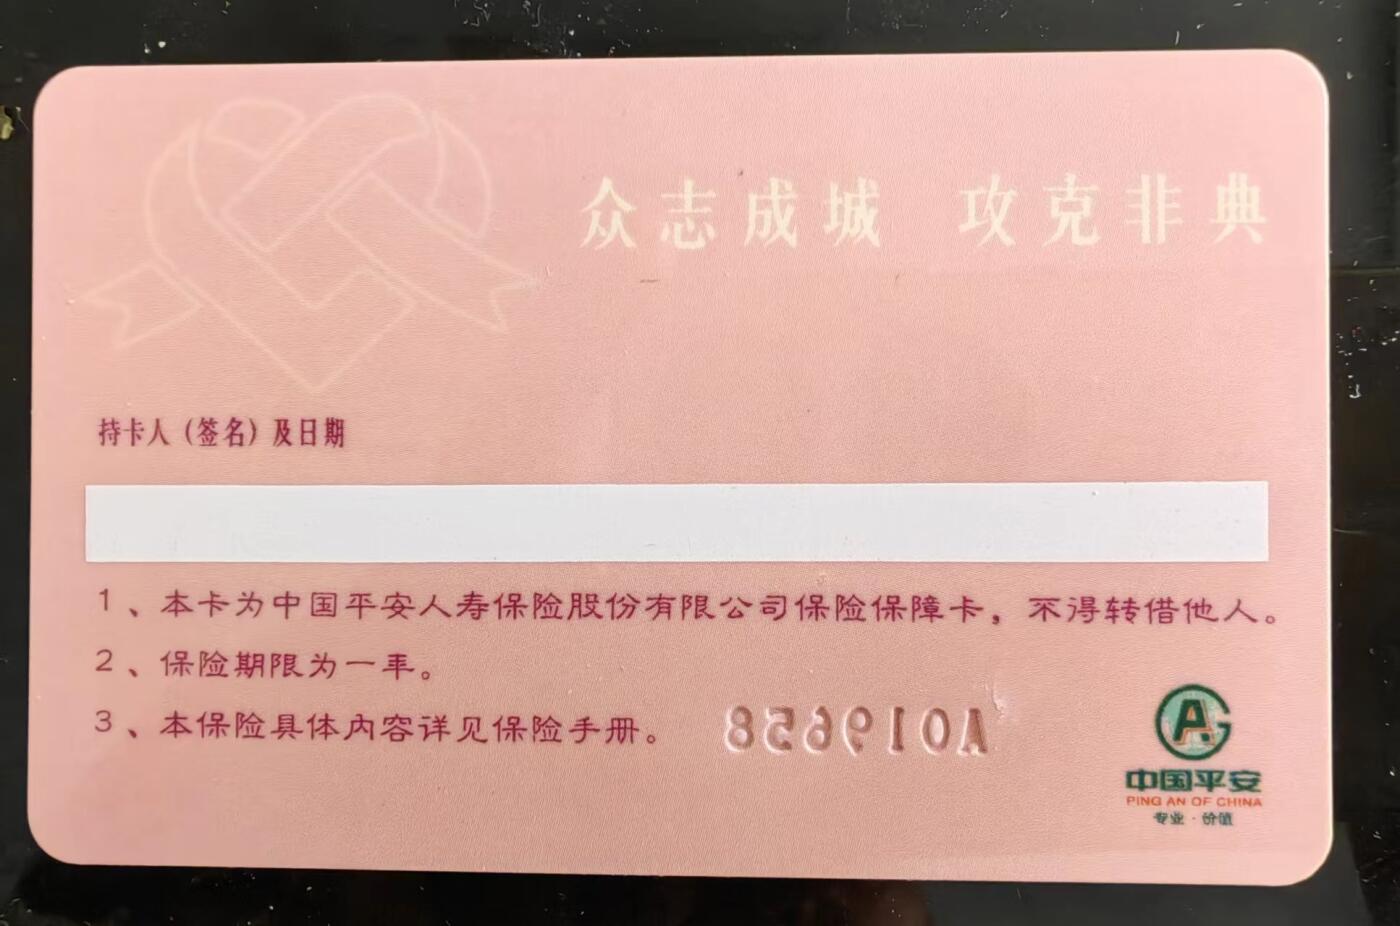 众志成城 攻克非典
持卡人（签名）及日期
1、本卡为中国平安人寿保险股份有限公司保险保障卡，不得转借他人。
2、保险期限为一年。
3、本保险具体内容详见保险手册。
A019658
中国平安
PING AN OF CHINA
专业·价值